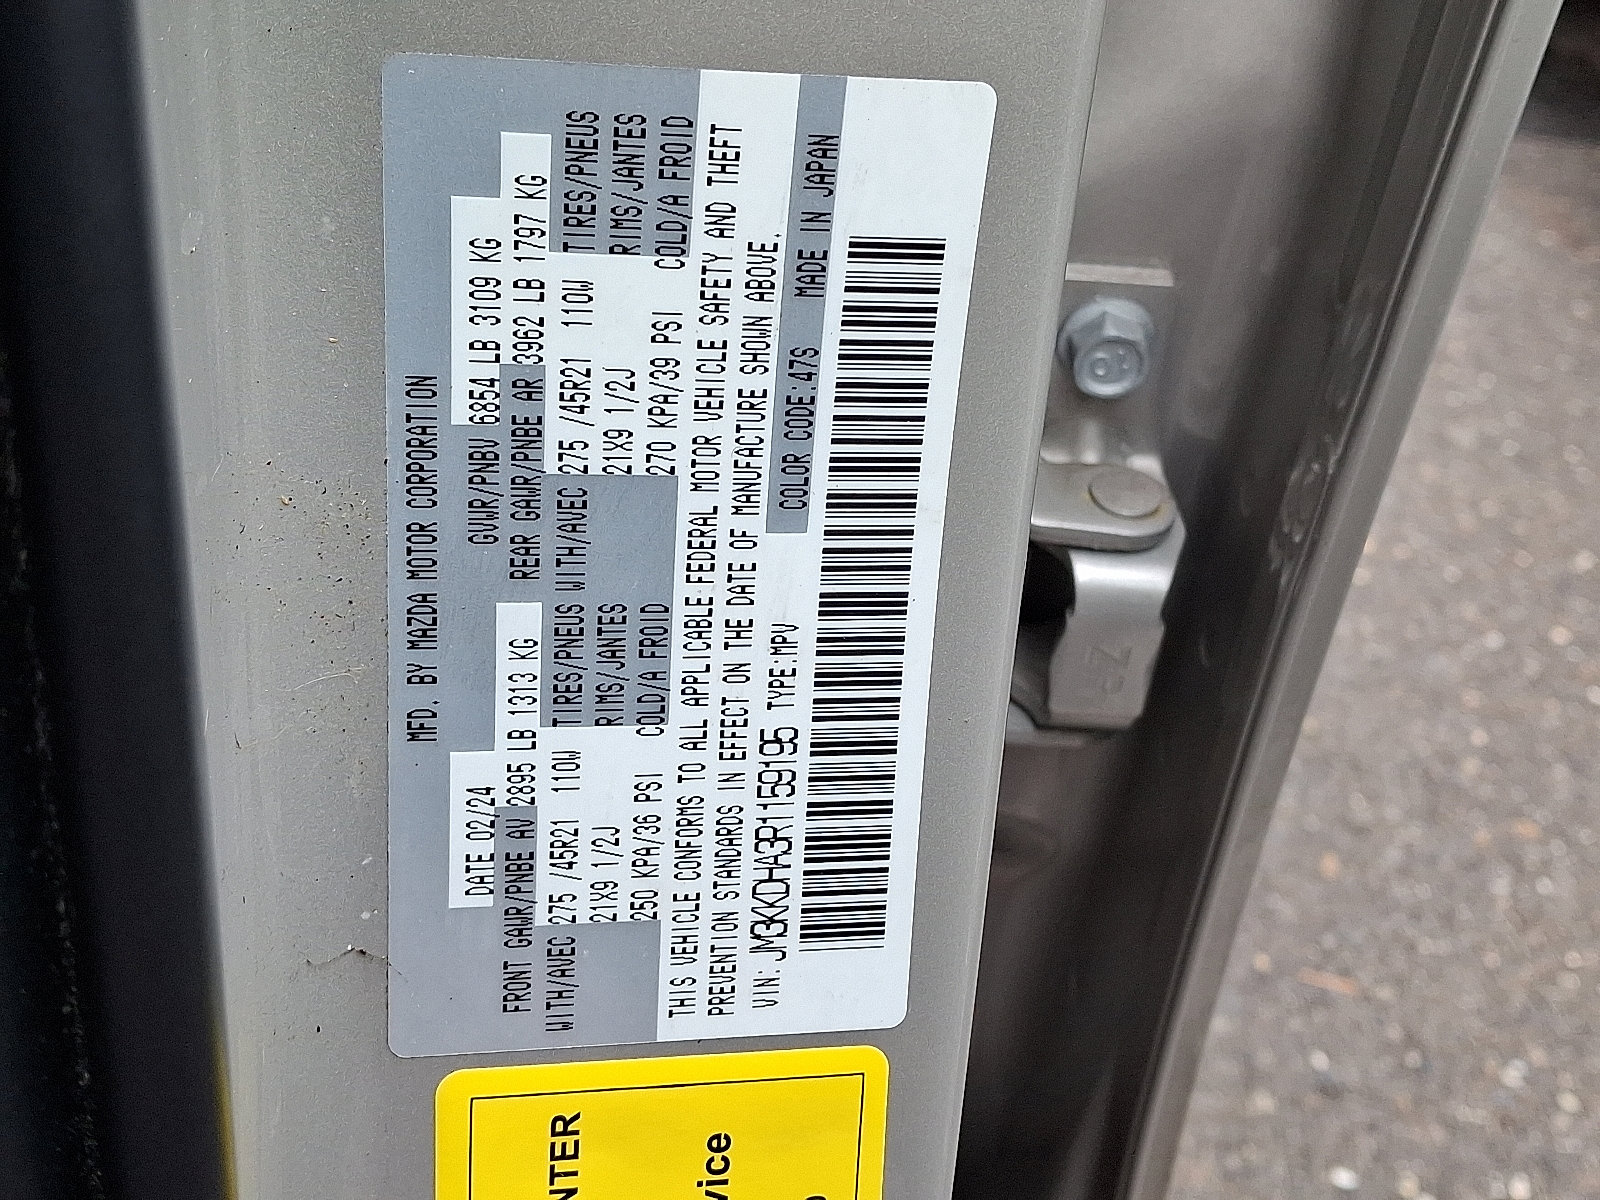 MFD. BY MAZDA MOTOR CORPORATION
DATE 02/24 GVWR/PNBV 6854 LB 3109 KG
FRONT GAWR/PNBE AV 2895 LB 1313 KG REAR GAWR/PNBE AR 3962 LB 1797 KG
WITH/AVEC 275 /45R21 110W TIRES/PNEUS WITH/AVEC 275 /45R21 110W TIRES/PNEUS
21X9 1/2J RIMS/JANTES 21X9 1/2J RIMS/JANTES
250 KPA/36 PSI COLD/A FROID 270 KPA/39 PSI COLD/A FROID
THIS VEHICLE CONFORMS TO ALL APPLICABLE FEDERAL MOTOR VEHICLE SAFETY AND THEFT
PREVENTION STANDARDS IN EFFECT ON THE DATE OF MANUFACTURE SHOWN ABOVE.
VIN: JM3KKDHA3R1159195 TYPE:MPV COLOR CODE:47S MADE IN JAPAN